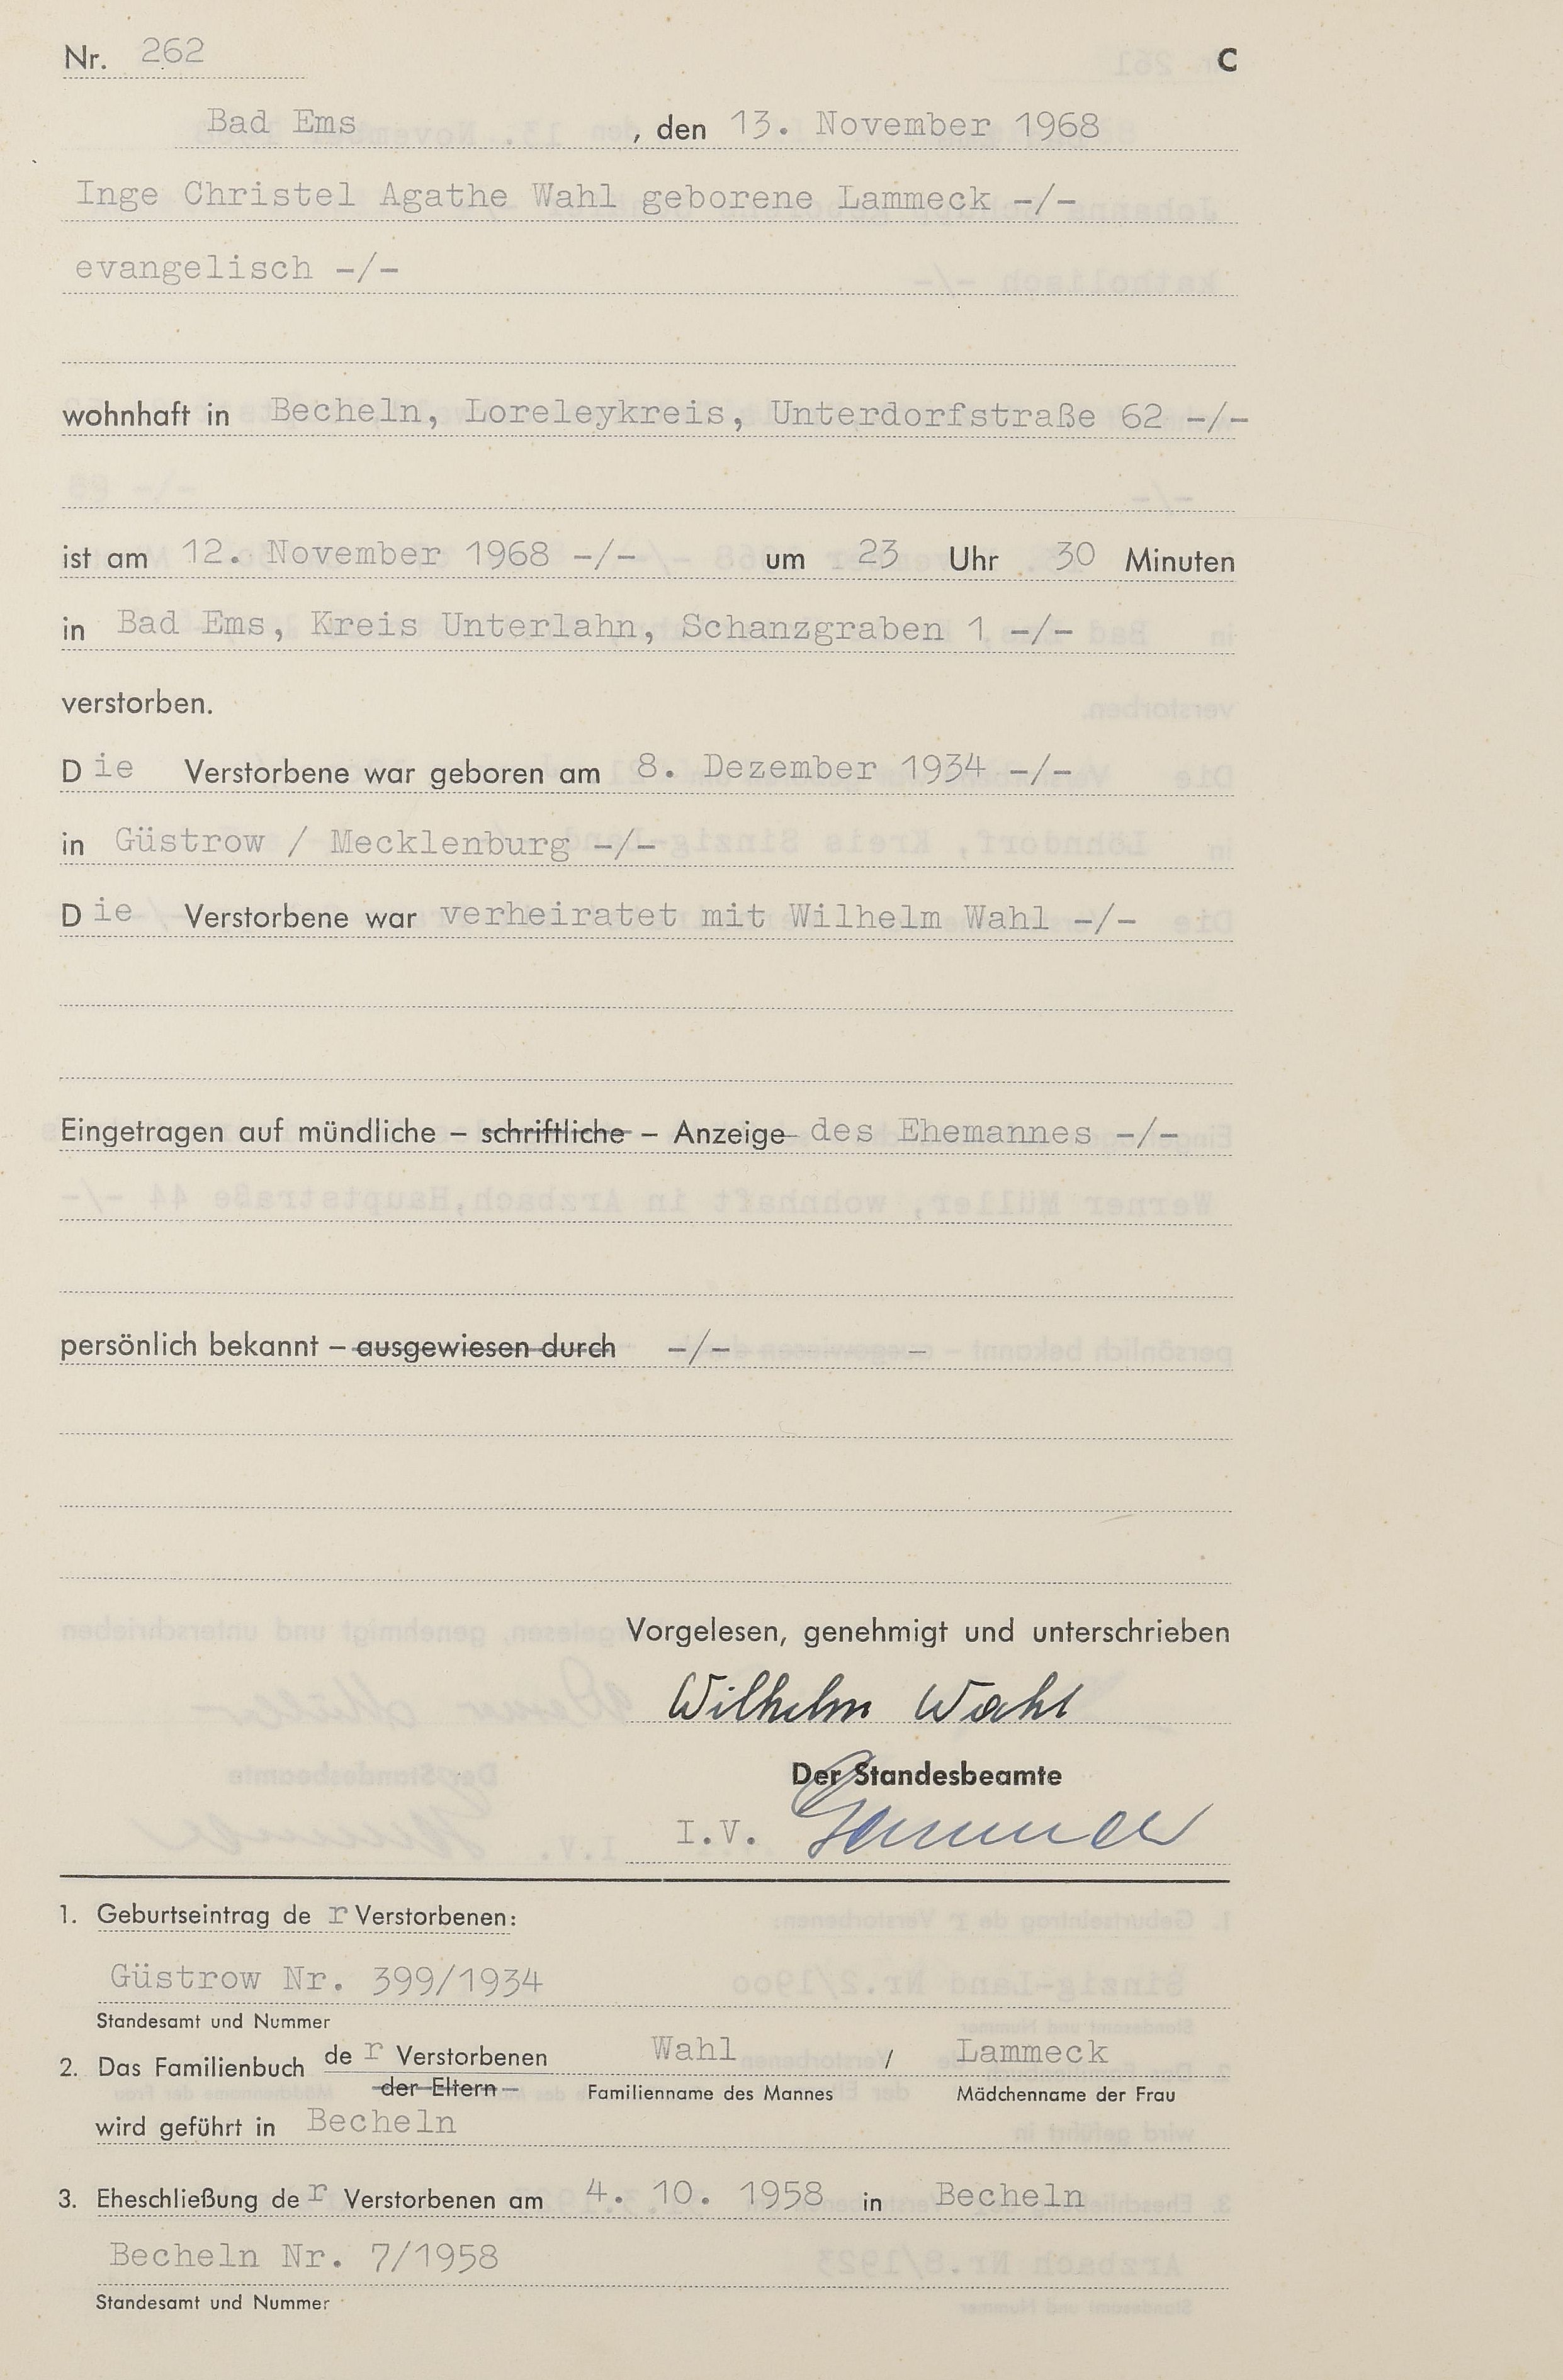 Nr. 262 C
Bad Ems , den 13. November 1968
Inge Christel Agathe Wahl geborene Lammeck -/-
evangelisch -/-
wohnhaft in Becheln, Loreleykreis, Unterdorfstraße 62 -/-
ist am 12. November 1968 -/- um 23 Uhr 30 Minuten
in Bad Ems, Kreis Unterlahn, Schanzgraben 1 -/-
verstorben.
Die Verstorbene war geboren am 8. Dezember 1934 -/-
in Güstrow / Mecklenburg -/-
Die Verstorbene war verheiratet mit Wilhelm Wahl -/-
Eingetragen auf mündliche – schriftliche – Anzeige des Ehemannes -/-
persönlich bekannt – ausgewiesen durch -/-
Vorgelesen, genehmigt und unterschrieben
Wilhelm Wahl
Der Standesbeamte
I.V.
1. Geburtseintrag de r Verstorbenen:
Güstrow Nr. 399/1934
Standesamt und Nummer
2. Das Familienbuch de r Verstorbenen Wahl / Lammeck
der Eltern Familienname des Mannes Mädchenname der Frau
wird geführt in Becheln
3. Eheschließung de r Verstorbenen am 4. 10. 1958 in Becheln
Becheln Nr. 7/1958
Standesamt und Nummer